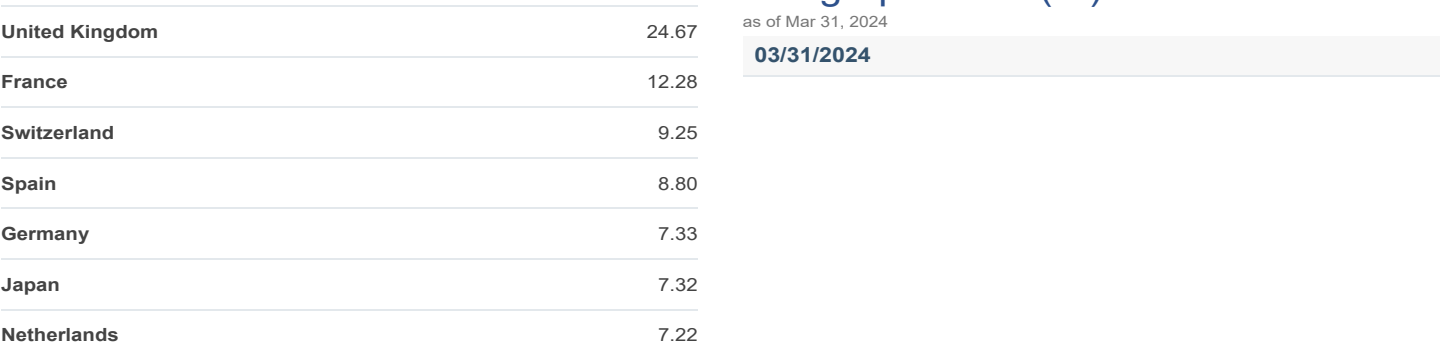 United Kingdom 24.67
France 12.28
Switzerland 9.25
Spain 8.80
Germany 7.33
Japan 7.32
Netherlands 7.22
as of Mar 31, 2024
03/31/2024